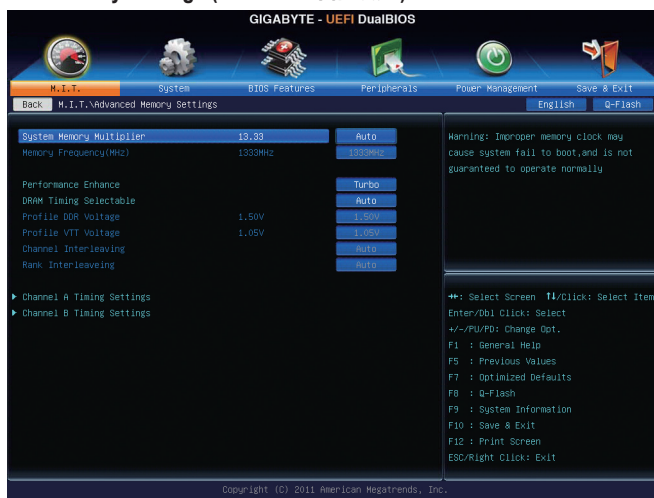 GIGABYTE - UEFI DualBIOS
M.I.T. System BIOS Features Peripherals Power Management Save & Exit
Back M.I.T.\Advanced Memory Settings English Q-Flash
System Memory Multiplier 13.33 Auto
Memory Frequency(MHz) 1333MHz 1333MHz
Performance Enhance Turbo
DRAM Timing Selectable Auto
Profile DDR Voltage 1.50V 1.50V
Profile VTT Voltage 1.05V 1.05V
Channel Interleaving Auto
Rank Interleaveing Auto
Channel A Timing Settings
Channel B Timing Settings
Warning: Improper memory clock may
cause system fail to boot,and is not
guaranteed to operate normally
→←: Select Screen ↑↓/Click: Select Item
Enter/Dbl Click: Select
+/-/PU/PD: Change Opt.
F1 : General Help
F5 : Previous Values
F7 : Optimized Defaults
F8 : Q-Flash
F9 : System Information
F10 : Save & Exit
F12 : Print Screen
ESC/Right Click: Exit
Copyright (C) 2011 American Megatrends, Inc.